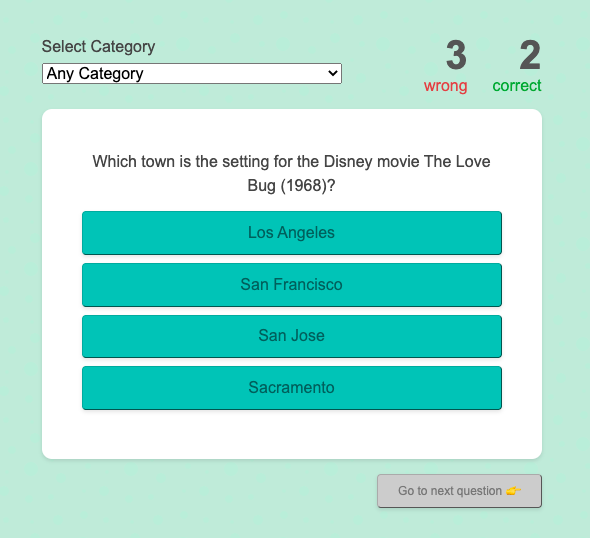 Select Category
Any Category
3
wrong
2
correct
Which town is the setting for the Disney movie The Love
Bug (1968)?
Los Angeles
San Francisco
San Jose
Sacramento
Go to next question 👉